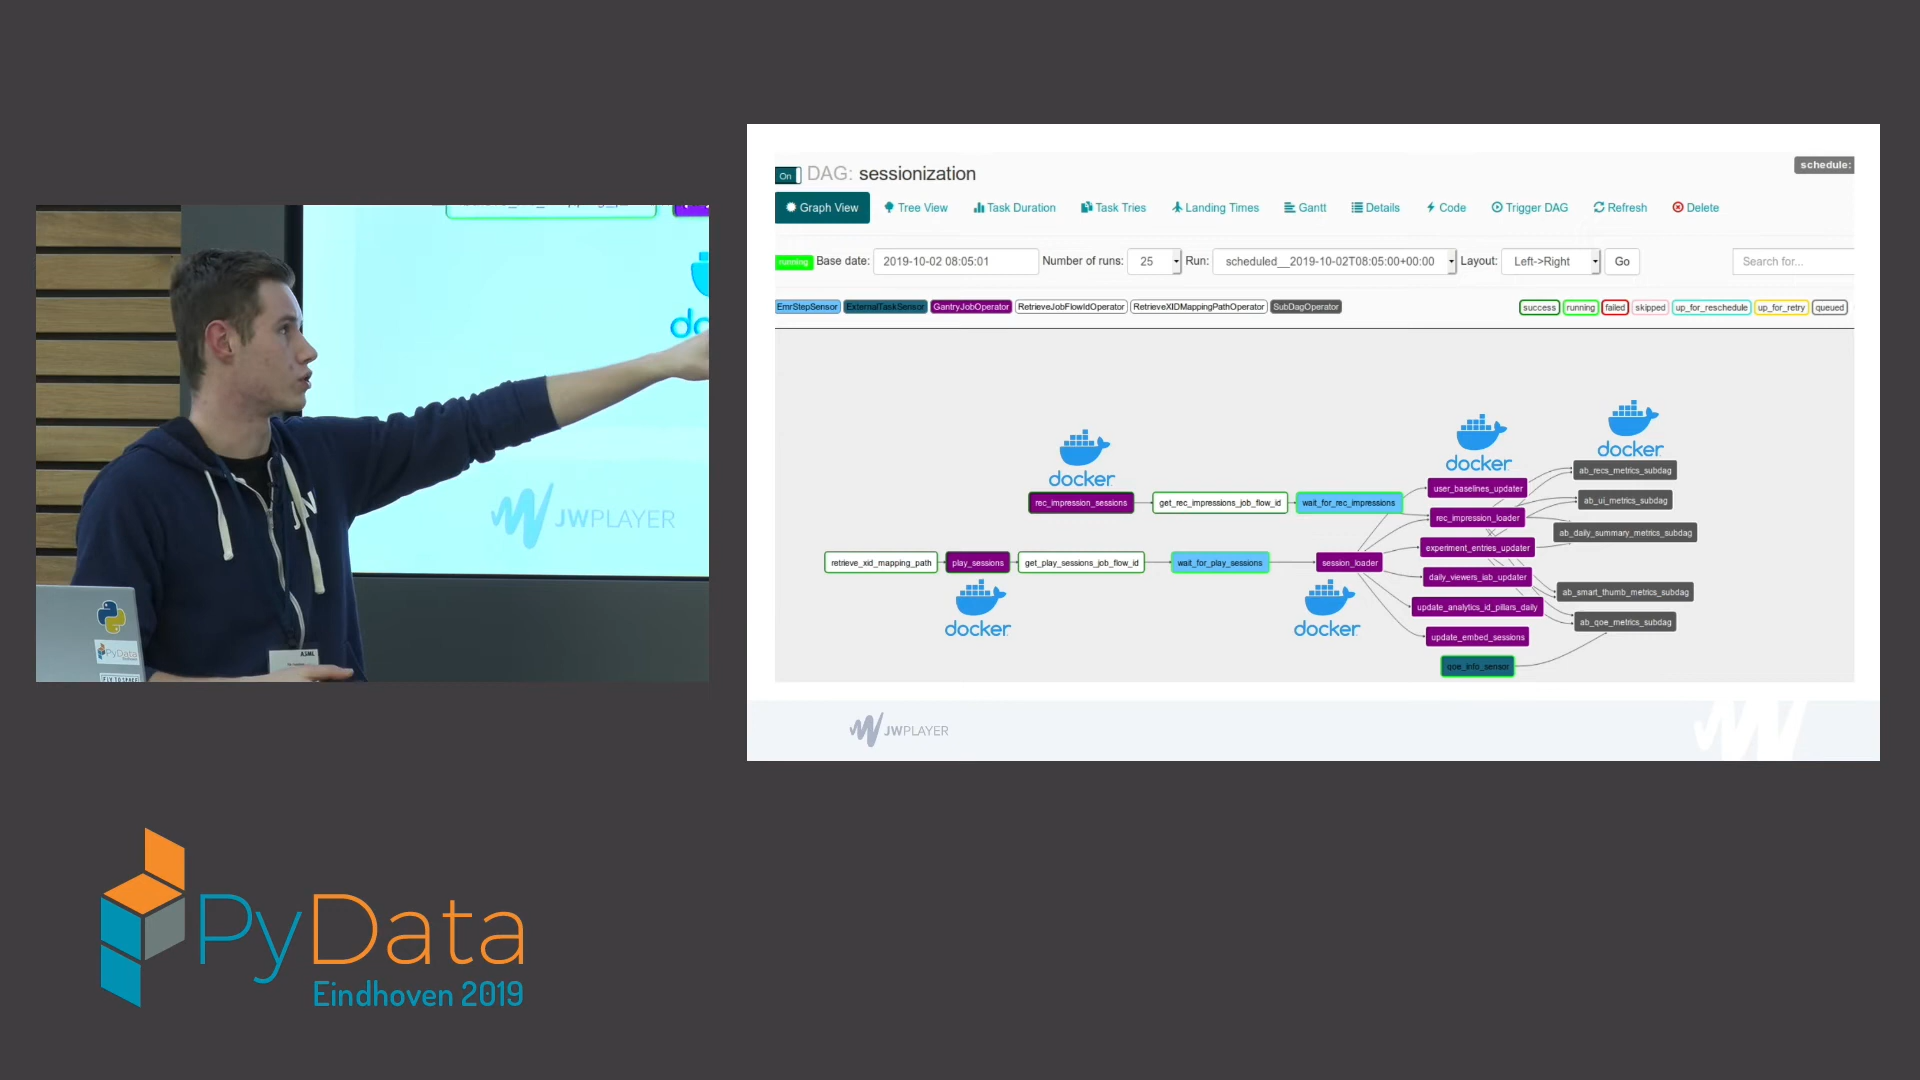 On DAG: sessionization
schedule:
Graph View Tree View Task Duration Task Tries Landing Times Gantt Details Code Trigger DAG Refresh Delete
running Base date: 2019-10-02 08:05:01 Number of runs: 25 Run: scheduled__2019-10-02T08:05:00+00:00 Layout: Left->Right Go Search for...
EmrStepSensor ExternalTaskSensor GantryJobOperator RetrieveJobFlowIdOperator RetrieveXIDMappingPathOperator SubDagOperator
success running failed skipped up_for_reschedule up_for_retry queued
docker
rec_impression_sessions
get_rec_impressions_job_flow_id
wait_for_rec_impressions
retrieve_xid_mapping_path
play_sessions
docker
get_play_sessions_job_flow_id
wait_for_play_sessions
session_loader
docker
docker
user_baselines_updater
rec_impression_loader
experiment_entries_updater
daily_viewers_iab_updater
update_analytics_id_pillars_daily
update_embed_sessions
qoe_info_sensor
docker
ab_recs_metrics_subdag
ab_ui_metrics_subdag
ab_daily_summary_metrics_subdag
ab_smart_thumb_metrics_subdag
ab_qoe_metrics_subdag
JWPLAYER
JWPLAYER
JW
PyData
ASML
PyData
Eindhoven 2019